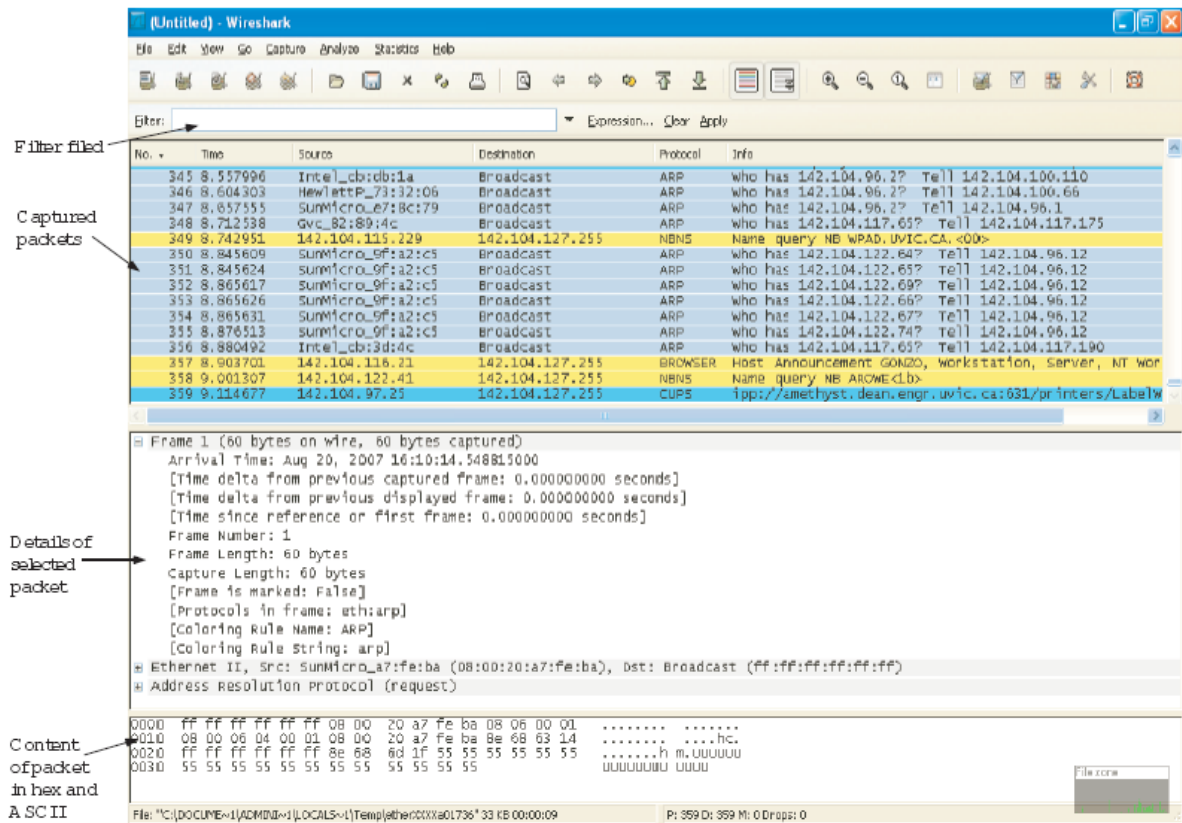 (Untitled) - Wireshark
File Edit View Go Capture Analyze Statistics Help
Filter: Expression... Clear Apply
Filter filed
No. Time Source Destination Protocol Info
345 8.557996 Intel_cb:db:1a Broadcast ARP who has 142.104.96.2? Tell 142.104.100.110
346 8.604303 HewlettP_73:32:06 Broadcast ARP who has 142.104.96.2? Tell 142.104.100.66
347 8.657555 SunMicro_e7:8c:79 Broadcast ARP who has 142.104.96.2? Tell 142.104.96.1
348 8.712538 Gvc_82:89:4c Broadcast ARP who has 142.104.117.65? Tell 142.104.117.175
349 8.742951 142.104.115.229 142.104.127.255 NBNS Name query NB WPAD.UVIC.CA.<00>
350 8.845609 SunMicro_9f:a2:c5 Broadcast ARP who has 142.104.122.64? Tell 142.104.96.12
351 8.845624 SunMicro_9f:a2:c5 Broadcast ARP who has 142.104.122.65? Tell 142.104.96.12
352 8.865617 SunMicro_9f:a2:c5 Broadcast ARP who has 142.104.122.69? Tell 142.104.96.12
353 8.865626 SunMicro_9f:a2:c5 Broadcast ARP who has 142.104.122.66? Tell 142.104.96.12
354 8.865631 SunMicro_9f:a2:c5 Broadcast ARP who has 142.104.122.67? Tell 142.104.96.12
355 8.876513 SunMicro_9f:a2:c5 Broadcast ARP who has 142.104.122.74? Tell 142.104.96.12
356 8.880492 Intel_cb:3d:4c Broadcast ARP who has 142.104.117.65? Tell 142.104.117.190
357 8.903701 142.104.116.21 142.104.127.255 BROWSER Host Announcement GONZO, Workstation, Server, NT Wor
358 9.001307 142.104.122.41 142.104.127.255 NBNS Name query NB AROWE<1b>
359 9.114677 142.104.97.25 142.104.127.255 CUPS ipp://amethyst.dean.engr.uvic.ca:631/printers/LabelW
Captured
packets
Frame 1 (60 bytes on wire, 60 bytes captured)
Arrival Time: Aug 20, 2007 16:10:14.548815000
[Time delta from previous captured frame: 0.000000000 seconds]
[Time delta from previous displayed frame: 0.000000000 seconds]
[Time since reference or first frame: 0.000000000 seconds]
Frame Number: 1
Frame Length: 60 bytes
Capture Length: 60 bytes
[Frame is marked: False]
[Protocols in frame: eth:arp]
[Coloring Rule Name: ARP]
[Coloring Rule String: arp]
Ethernet II, Src: SunMicro_a7:fe:ba (08:00:20:a7:fe:ba), Dst: Broadcast (ff:ff:ff:ff:ff:ff)
Address Resolution Protocol (request)
Details of
selected
packet
0000 ff ff ff ff ff ff 08 00 20 a7 fe ba 08 06 00 01 ........ .......
0010 08 00 06 04 00 01 08 00 20 a7 fe ba 8e 68 63 14 ........ ....hc.
0020 ff ff ff ff ff ff 8e 68 6d 1f 55 55 55 55 55 55 .......h m.UUUUUU
0030 55 55 55 55 55 55 55 55 55 55 55 55 UUUUUUUU UUUU
Content
of packet
in hex and
ASCII
File zone
File: "C:\DOCUME~1\ADMINI~1\LOCALS~1\Temp\etherXXXXa01736" 33 KB 00:00:09 P: 359 D: 359 M: 0 Drops: 0